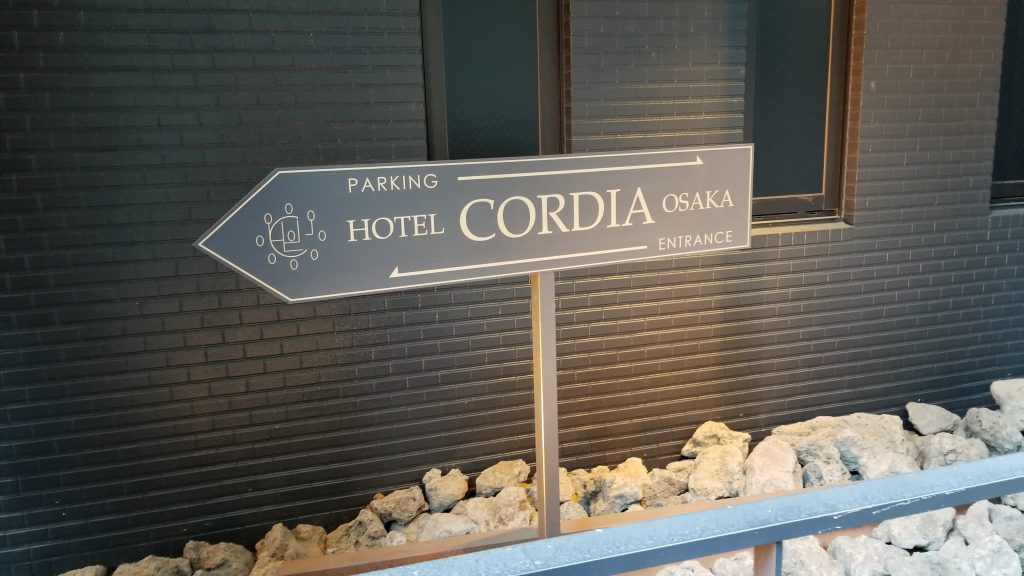 PARKING
HOTEL CORDIA OSAKA
ENTRANCE